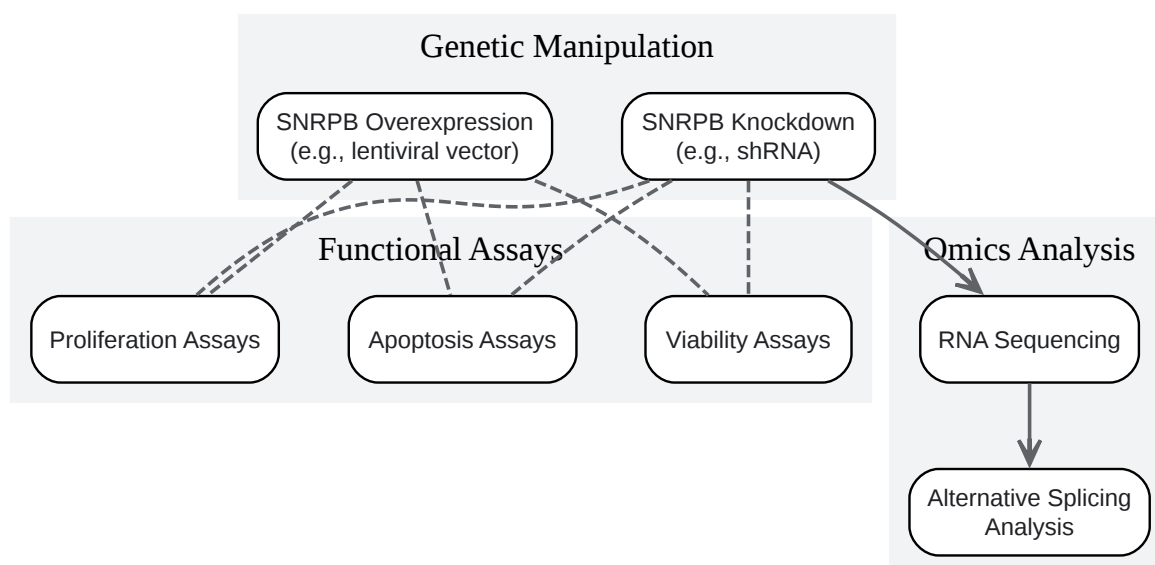 Genetic Manipulation
SNRPB Overexpression
(e.g., lentiviral vector)
SNRPB Knockdown
(e.g., shRNA)
Functional Assays
Omics Analysis
Proliferation Assays
Apoptosis Assays
Viability Assays
RNA Sequencing
Alternative Splicing
Analysis